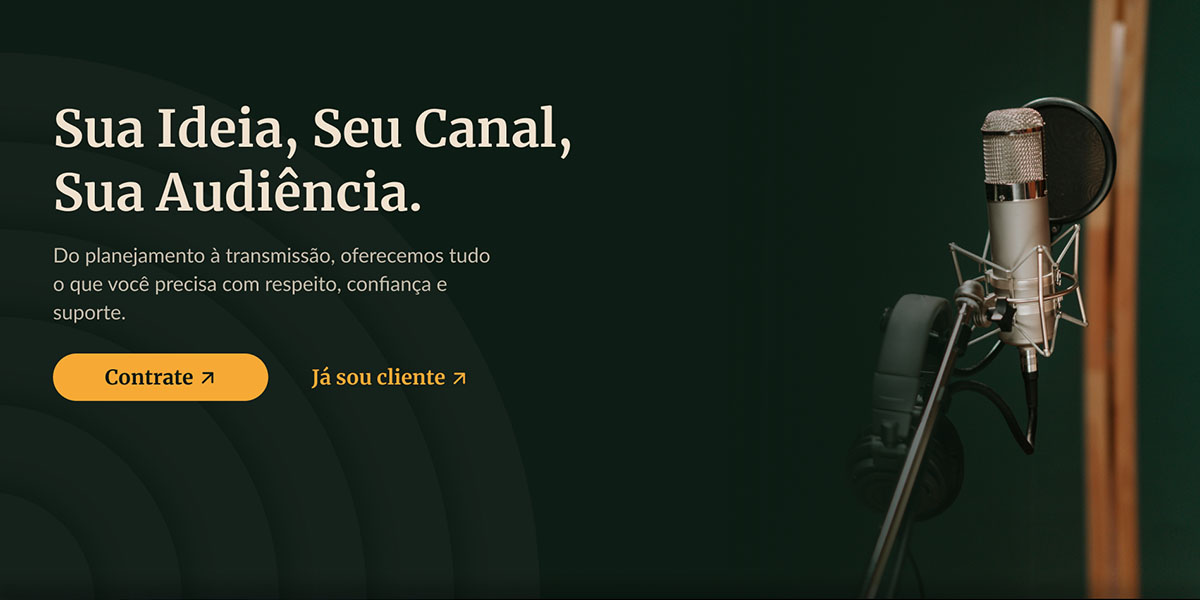 Sua Ideia, Seu Canal,
Sua Audiência.
Do planejamento à transmissão, oferecemos tudo
o que você precisa com respeito, confiança e
suporte.
Contrate ↗
Já sou cliente ↗